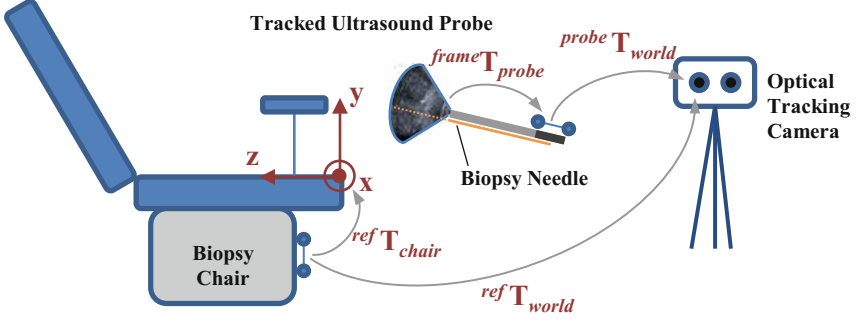 Tracked Ultrasound Probe
frameTprobe
probeTworld
Optical
Tracking
Camera
y
z
x
Biopsy Needle
refTchair
Biopsy
Chair
refTworld